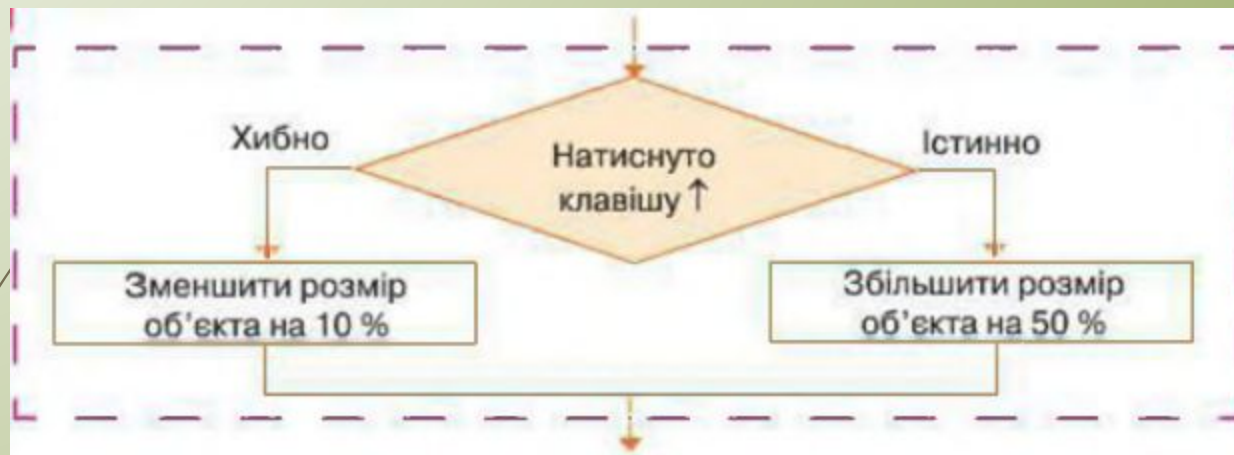 Хибно
Натиснуто
клавішу ↑
Істинно
Зменшити розмір
об'єкта на 10 %
Збільшити розмір
об'єкта на 50 %